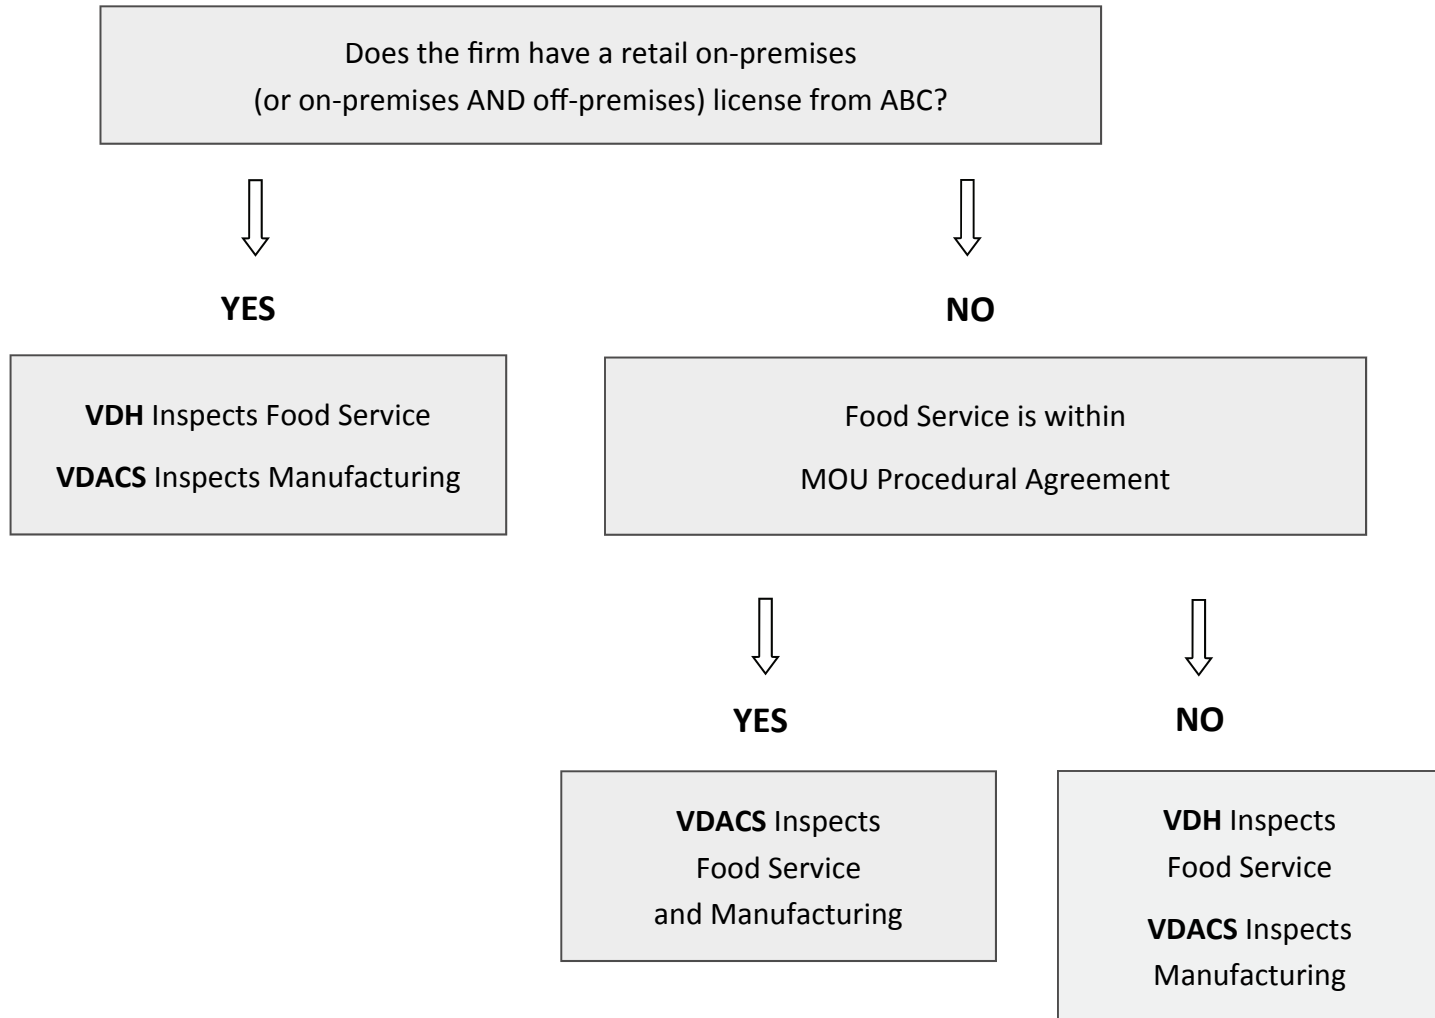 Does the firm have a retail on-premises
(or on-premises AND off-premises) license from ABC?
YES
NO
VDH Inspects Food Service
VDACS Inspects Manufacturing
Food Service is within
MOU Procedural Agreement
YES
NO
VDACS Inspects
Food Service
and Manufacturing
VDH Inspects
Food Service
VDACS Inspects
Manufacturing